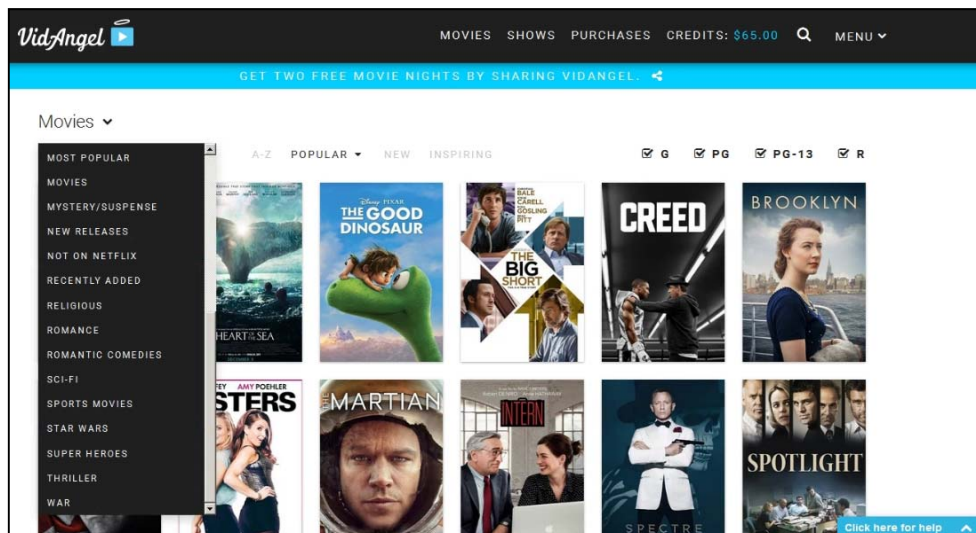 VidAngel
MOVIES SHOWS PURCHASES CREDITS: $65.00 MENU
GET TWO FREE MOVIE NIGHTS BY SHARING VIDANGEL.
Movies
A-Z POPULAR NEW INSPIRING G PG PG-13 R
MOST POPULAR
MOVIES
MYSTERY/SUSPENSE
NEW RELEASES
NOT ON NETFLIX
RECENTLY ADDED
RELIGIOUS
ROMANCE
ROMANTIC COMEDIES
SCI-FI
SPORTS MOVIES
STAR WARS
SUPER HEROES
THRILLER
WAR
HEART OF THE SEA
Disney PIXAR
THE GOOD
DINOSAUR
BALE
CARELL
GOSLING
PITT
THE
BIG
SHORT
CREED
BROOKLYN
FEY AMY POEHLER
STERS
THE
MARTIAN
THE
INTERN
SPECTRE
SPOTLIGHT
Click here for help